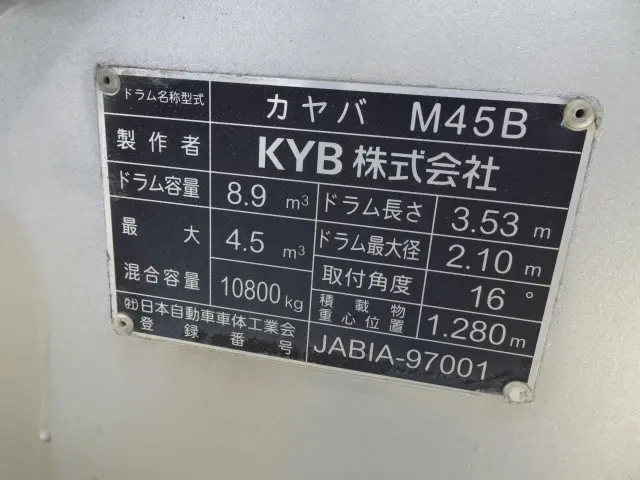 ドラム名称型式 カヤバ M45B
製作者 KYB株式会社
ドラム容量 8.9 m³ ドラム長さ 3.53 m
最大 4.5 m³ ドラム最大径 2.10 m
混合容量 10800kg 取付角度 16°
積載物重心位置 1.280m
㈳日本自動車車体工業会
登録番号 JABIA-97001